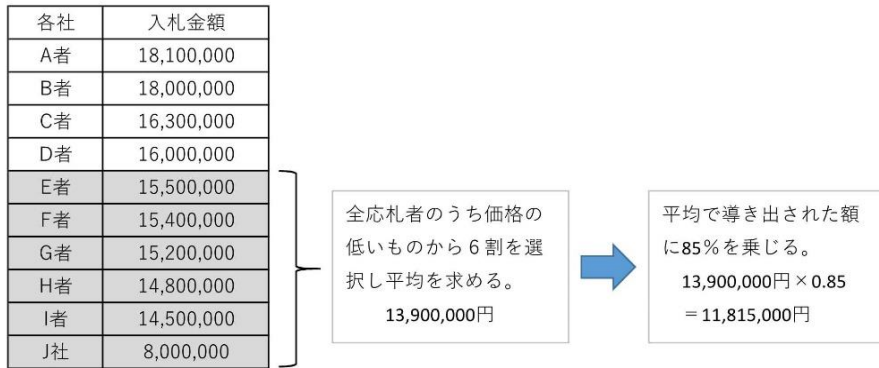 各社 入札金額
A者 18,100,000
B者 18,000,000
C者 16,300,000
D者 16,000,000
E者 15,500,000
F者 15,400,000
G者 15,200,000
H者 14,800,000
I者 14,500,000
J社 8,000,000
全応札者のうち価格の
低いものから6割を選
択し平均を求める。
13,900,000円
平均で導き出された額
に85%を乗じる。
13,900,000円×0.85
＝11,815,000円